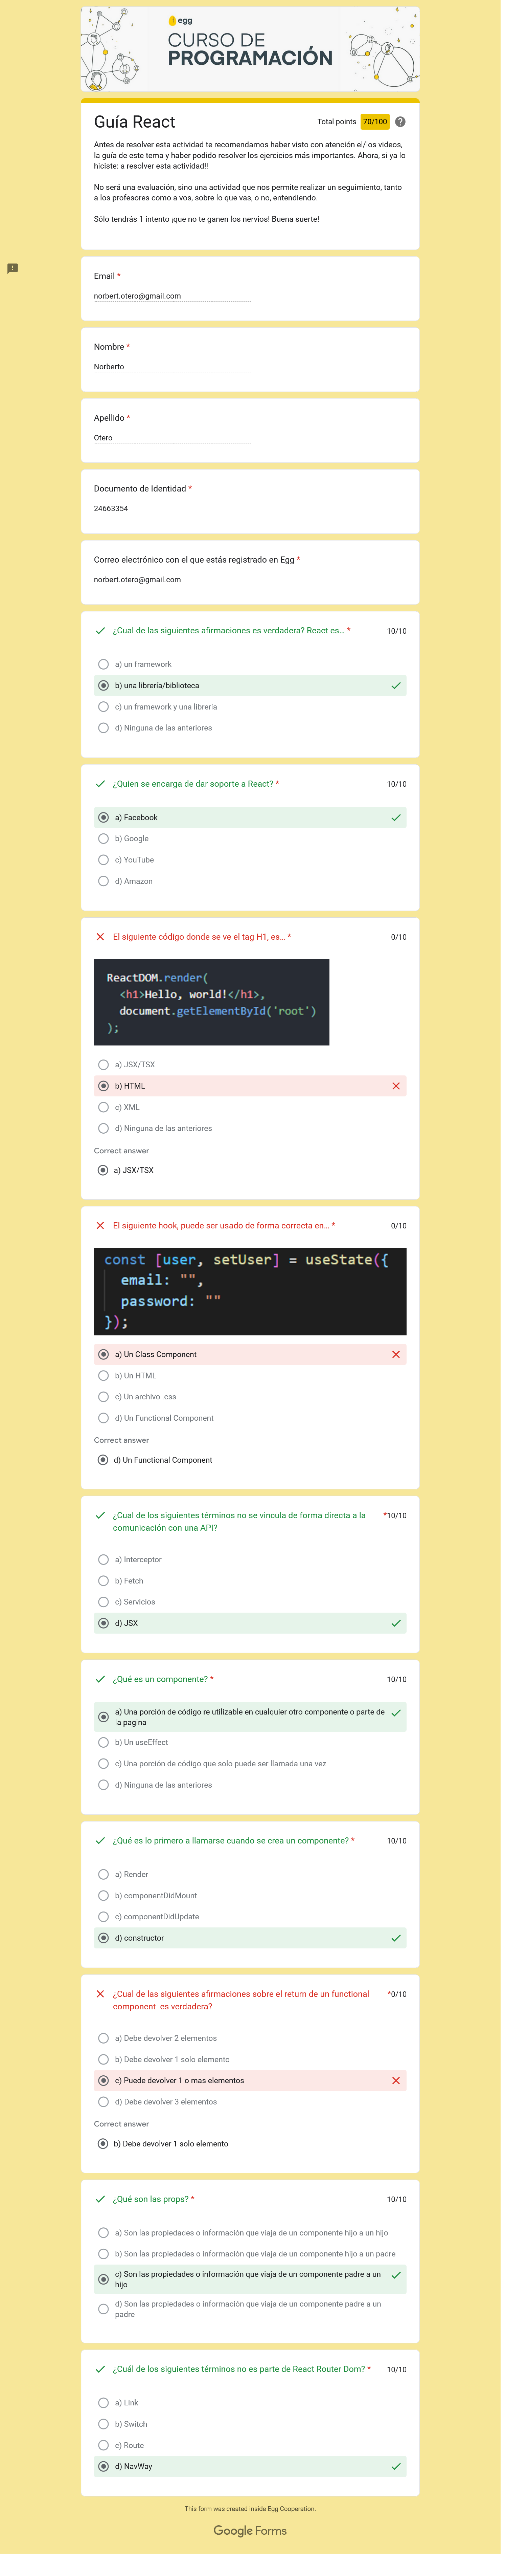 egg
CURSO DE
PROGRAMACIÓN
Guía React
Total points 70/100 ?
Antes de resolver esta actividad te recomendamos haber visto con atención el/los videos,
la guía de este tema y haber podido resolver los ejercicios más importantes. Ahora, si ya lo
hiciste: a resolver esta actividad!!
No será una evaluación, sino una actividad que nos permite realizar un seguimiento, tanto
a los profesores como a vos, sobre lo que vas, o no, entendiendo.
Sólo tendrás 1 intento ¡que no te ganen los nervios! Buena suerte!
Email *
norbert.otero@gmail.com
Nombre *
Norberto
Apellido *
Otero
Documento de Identidad *
24663354
Correo electrónico con el que estás registrado en Egg *
norbert.otero@gmail.com
¿Cual de las siguientes afirmaciones es verdadera? React es... * 10/10
a) un framework
b) una librería/biblioteca
c) un framework y una librería
d) Ninguna de las anteriores
¿Quien se encarga de dar soporte a React? * 10/10
a) Facebook
b) Google
c) YouTube
d) Amazon
El siguiente código donde se ve el tag H1, es... * 0/10
ReactDOM.render(
<h1>Hello, world!</h1>,
document.getElementById('root')
);
a) JSX/TSX
b) HTML
c) XML
d) Ninguna de las anteriores
Correct answer
a) JSX/TSX
El siguiente hook, puede ser usado de forma correcta en... * 0/10
const [user, setUser] = useState({
email: "",
password: ""
});
a) Un Class Component
b) Un HTML
c) Un archivo .css
d) Un Functional Component
Correct answer
d) Un Functional Component
¿Cual de los siguientes términos no se vincula de forma directa a la *10/10
comunicación con una API?
a) Interceptor
b) Fetch
c) Servicios
d) JSX
¿Qué es un componente? * 10/10
a) Una porción de código re utilizable en cualquier otro componente o parte de
la pagina
b) Un useEffect
c) Una porción de código que solo puede ser llamada una vez
d) Ninguna de las anteriores
¿Qué es lo primero a llamarse cuando se crea un componente? * 10/10
a) Render
b) componentDidMount
c) componentDidUpdate
d) constructor
¿Cual de las siguientes afirmaciones sobre el return de un functional *0/10
component es verdadera?
a) Debe devolver 2 elementos
b) Debe devolver 1 solo elemento
c) Puede devolver 1 o mas elementos
d) Debe devolver 3 elementos
Correct answer
b) Debe devolver 1 solo elemento
¿Qué son las props? * 10/10
a) Son las propiedades o información que viaja de un componente hijo a un hijo
b) Son las propiedades o información que viaja de un componente hijo a un padre
c) Son las propiedades o información que viaja de un componente padre a un
hijo
d) Son las propiedades o información que viaja de un componente padre a un
padre
¿Cuál de los siguientes términos no es parte de React Router Dom? * 10/10
a) Link
b) Switch
c) Route
d) NavWay
This form was created inside Egg Cooperation.
Google Forms